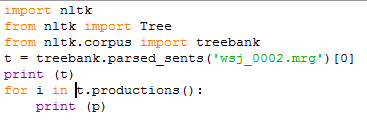 import nltk
from nltk import Tree
from nltk.corpus import treebank
t = treebank.parsed_sents('wsj_0002.mrg')[0]
print (t)
for i in t.productions():
    print (p)